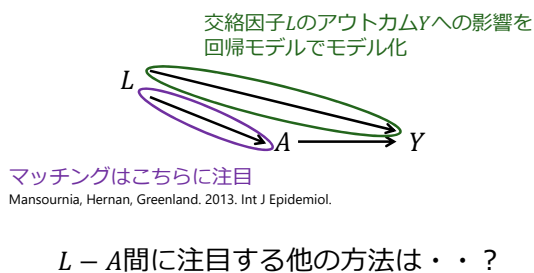 交絡因子LのアウトカムYへの影響を
回帰モデルでモデル化
L
A
Y
マッチングはこちらに注目
Mansournia, Hernan, Greenland. 2013. Int J Epidemiol.
L − A間に注目する他の方法は・・?